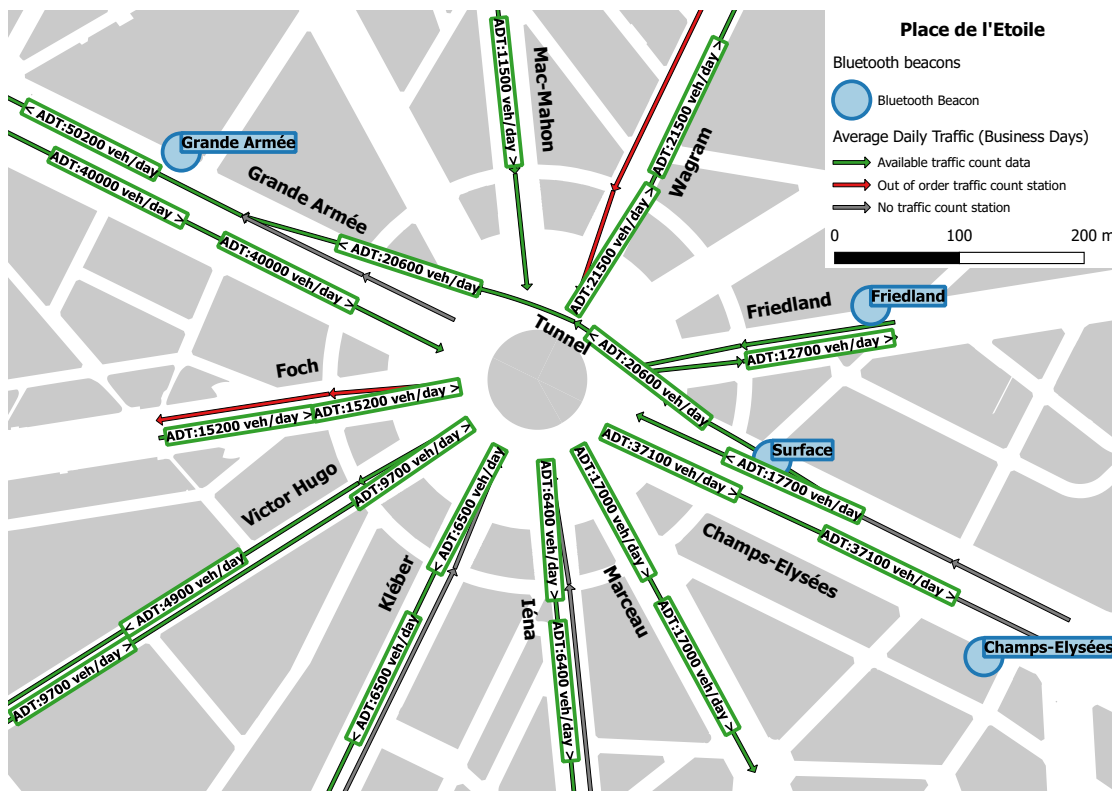 Place de l'Etoile
Bluetooth beacons
Bluetooth Beacon
Average Daily Traffic (Business Days)
Available traffic count data
Out of order traffic count station
No traffic count station
0 100 200 m
ADT:11500 veh/day >
Mac-Mahon
ADT:21500 veh/day >
Wagram
ADT:21500 veh/day >
< ADT:50200 veh/day
Grande Armée
ADT:40000 veh/day >
Grande Armée
ADT:40000 veh/day >
< ADT:20600 veh/day
Tunnel
< ADT:20600 veh/day
Friedland
Friedland
ADT:12700 veh/day >
Foch
ADT:15200 veh/day >
ADT:15200 veh/day >
Surface
< ADT:17700 veh/day
ADT:37100 veh/day >
ADT:37100 veh/day >
Champs-Elysées
Champs-Elysées
Victor Hugo
ADT:9700 veh/day >
< ADT:4900 veh/day
ADT:9700 veh/day >
Kléber
< ADT:6500 veh/day
< ADT:6500 veh/day
Iéna
ADT:6400 veh/day >
ADT:6400 veh/day >
Marceau
ADT:17000 veh/day >
ADT:17000 veh/day >